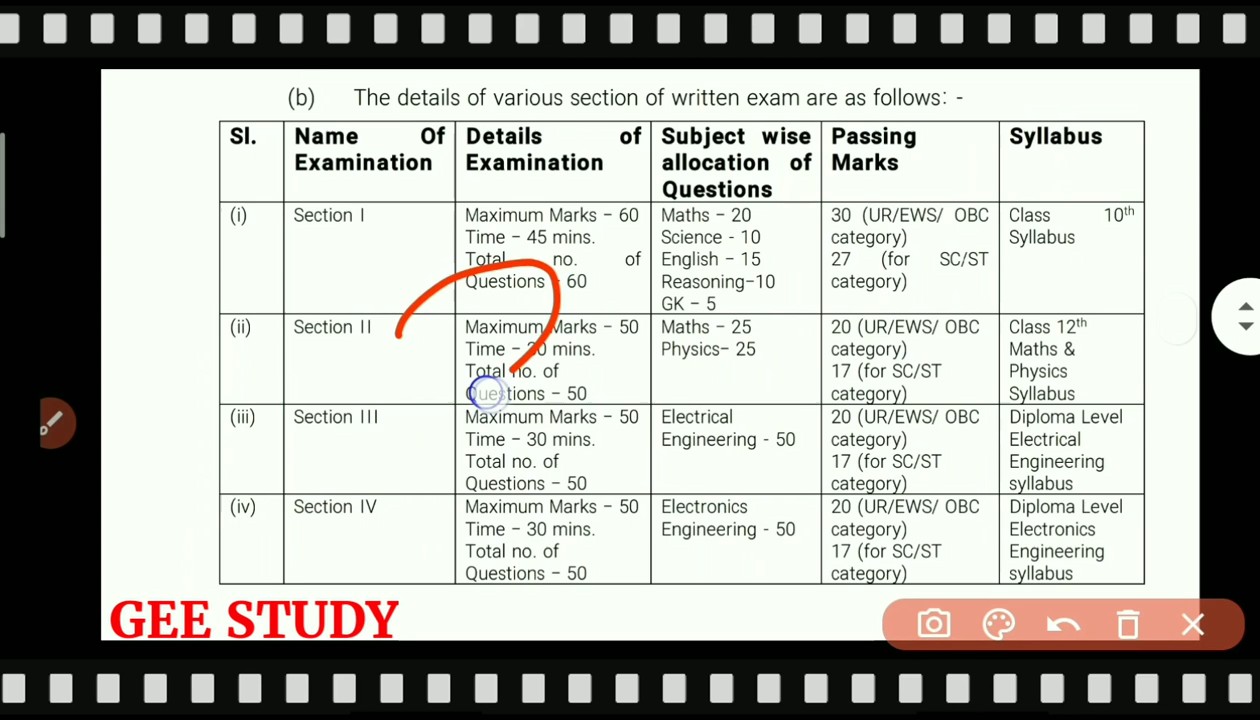 (b) The details of various section of written exam are as follows: -
Sl. Name Of Details of Subject wise Passing Syllabus
Examination Examination allocation of Marks
Questions
(i) Section I Maximum Marks – 60 Maths – 20 30 (UR/EWS/ OBC Class 10th
Time – 45 mins. Science - 10 category) Syllabus
Total no. of English – 15 27 (for SC/ST
Questions – 60 Reasoning–10 category)
GK – 5
(ii) Section II Maximum Marks – 50 Maths – 25 20 (UR/EWS/ OBC Class 12th
Time – 30 mins. Physics– 25 category) Maths &
Total no. of 17 (for SC/ST Physics
Questions – 50 category) Syllabus
(iii) Section III Maximum Marks – 50 Electrical 20 (UR/EWS/ OBC Diploma Level
Time – 30 mins. Engineering - 50 category) Electrical
Total no. of 17 (for SC/ST Engineering
Questions – 50 category) syllabus
(iv) Section IV Maximum Marks – 50 Electronics 20 (UR/EWS/ OBC Diploma Level
Time – 30 mins. Engineering - 50 category) Electronics
Total no. of 17 (for SC/ST Engineering
Questions – 50 category) syllabus
GEE STUDY